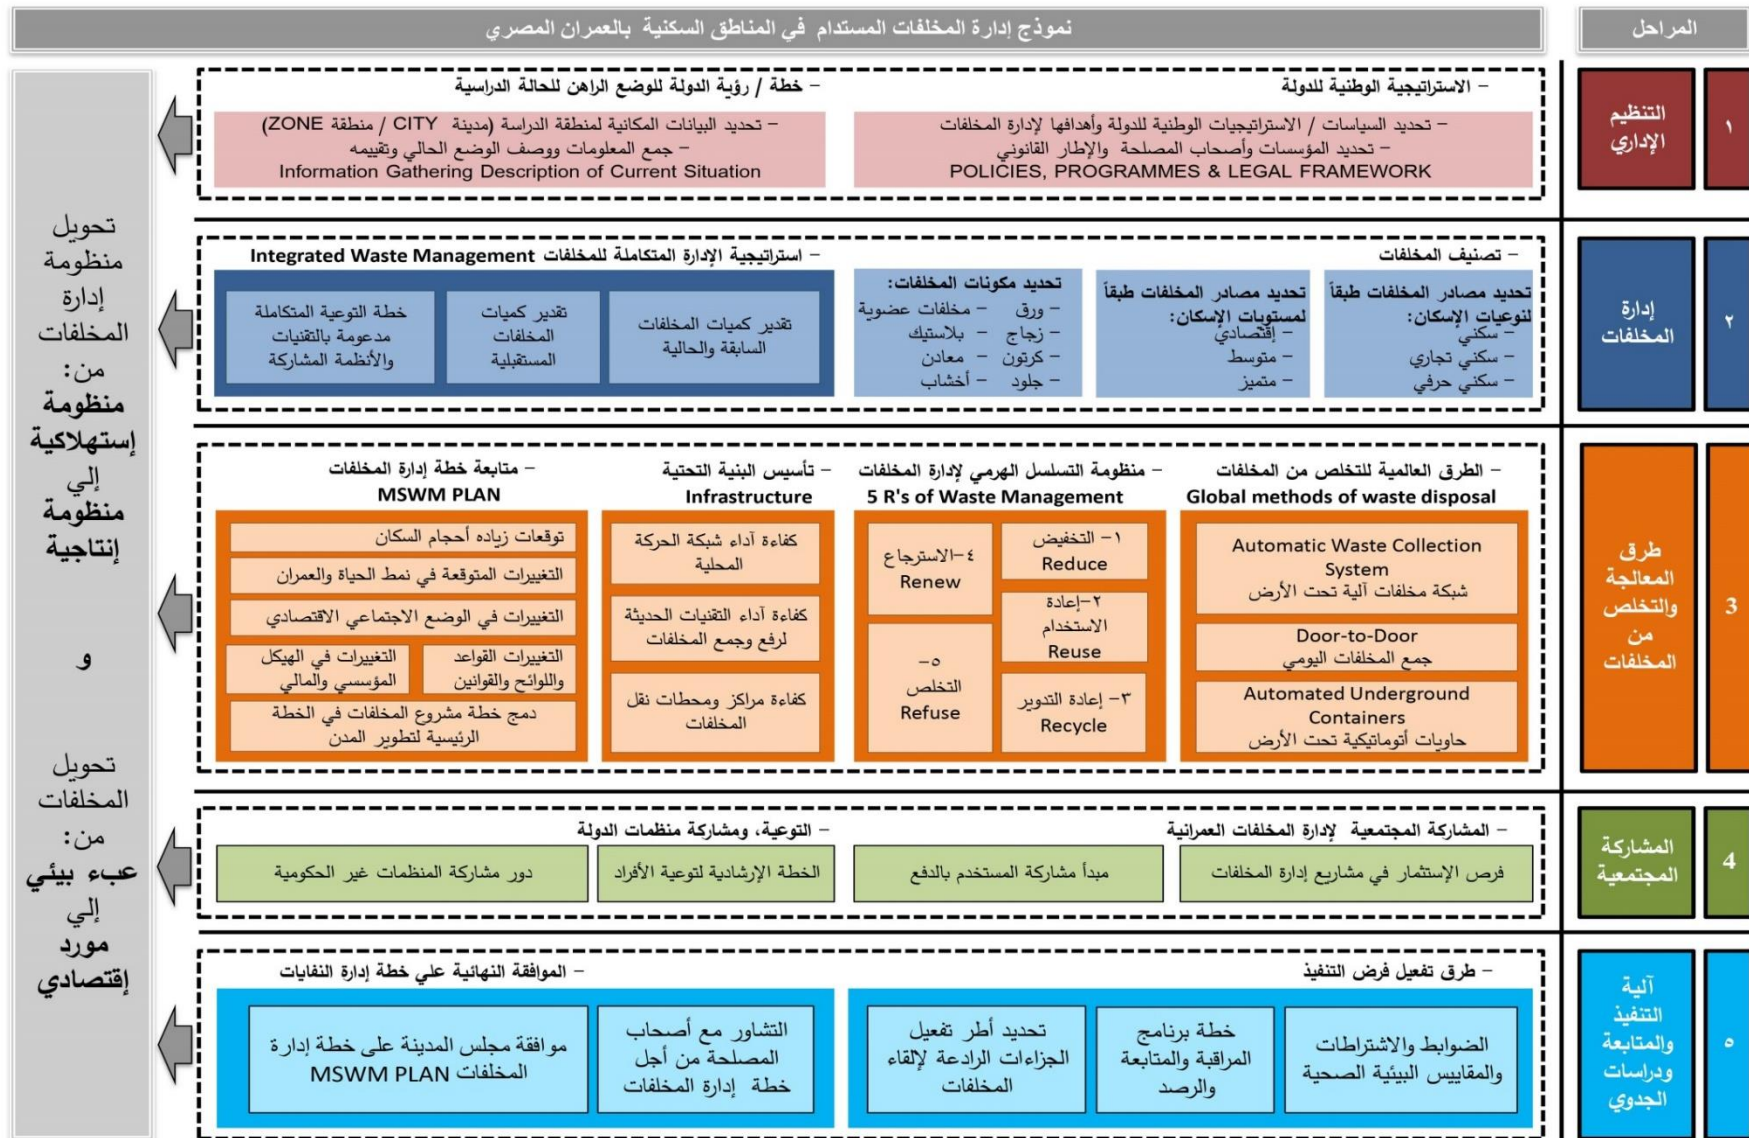 المراحل
نموذج إدارة المخلفات المستدام في المناطق السكنية بالعمران المصري
١
التنظيم
الإداري
– الاستراتيجية الوطنية للدولة
– تحديد السياسات / الاستراتيجيات الوطنية للدولة وأهدافها لإدارة المخلفات
– تحديد المؤسسات وأصحاب المصلحة والإطار القانوني
POLICIES, PROGRAMMES & LEGAL FRAMEWORK
– خطة / رؤية الدولة للوضع الراهن للحالة الدراسية
– تحديد البيانات المكانية لمنطقة الدراسة (مدينة CITY / منطقة ZONE)
– جمع المعلومات ووصف الوضع الحالي وتقييمه
Information Gathering Description of Current Situation
٢
إدارة
المخلفات
– تصنيف المخلفات
تحديد مصادر المخلفات طبقاً
لنوعيات الإسكان:
– سكني
– سكني تجاري
– سكني حرفي
تحديد مصادر المخلفات طبقاً
لمستويات الإسكان:
– إقتصادي
– متوسط
– متميز
تحديد مكونات المخلفات:
– ورق – مخلفات عضوية
– زجاج – بلاستيك
– كرتون – معادن
– جلود – أخشاب
– استراتيجية الإدارة المتكاملة للمخلفات Integrated Waste Management
تقدير كميات المخلفات
السابقة والحالية
تقدير كميات
المخلفات
المستقبلية
خطة التوعية المتكاملة
مدعومة بالتقنيات
والأنظمة المشاركة
3
طرق
المعالجة
والتخلص
من
المخلفات
– الطرق العالمية للتخلص من المخلفات
Global methods of waste disposal
Automatic Waste Collection
System
شبكة مخلفات آلية تحت الأرض
Door-to-Door
جمع المخلفات اليومي
Automated Underground
Containers
حاويات أتوماتيكية تحت الأرض
– منظومة التسلسل الهرمي لإدارة المخلفات
5 R's of Waste Management
١– التخفيض
Reduce
٢–إعادة
الاستخدام
Reuse
٣– إعادة التدوير
Recycle
٤–الاسترجاع
Renew
٥–
التخلص
Refuse
– تأسيس البنية التحتية
Infrastructure
كفاءة آداء شبكة الحركة
المحلية
كفاءة آداء التقنيات الحديثة
لرفع وجمع المخلفات
كفاءة مراكز ومحطات نقل
المخلفات
– متابعة خطة إدارة المخلفات
MSWM PLAN
توقعات زياده أحجام السكان
التغييرات المتوقعة في نمط الحياة والعمران
التغييرات في الوضع الاجتماعي الاقتصادي
التغييرات القواعد
واللوائح والقوانين
التغييرات في الهيكل
المؤسسي والمالي
دمج خطة مشروع المخلفات في الخطة
الرئيسية لتطوير المدن
4
المشاركة
المجتمعية
– المشاركة المجتمعية لإدارة المخلفات العمرانية
فرص الإستثمار في مشاريع إدارة المخلفات
مبدأ مشاركة المستخدم بالدفع
– التوعية، ومشاركة منظمات الدولة
الخطة الإرشادية لتوعية الأفراد
دور مشاركة المنظمات غير الحكومية
٥
آلية
التنفيذ
والمتابعة
ودراسات
الجدوي
– طرق تفعيل فرض التنفيذ
الضوابط والاشتراطات
والمقاييس البيئية الصحية
خطة برنامج
المراقبة والمتابعة
والرصد
تحديد أطر تفعيل
الجزاءات الرادعة لإلقاء
المخلفات
– الموافقة النهائية علي خطة إدارة النفايات
التشاور مع أصحاب
المصلحة من أجل
خطة إدارة المخلفات
موافقة مجلس المدينة على خطة إدارة
المخلفات MSWM PLAN
تحويل
منظومة
إدارة
المخلفات
من:
منظومة
إستهلاكية
إلي
منظومة
إنتاجية
و
تحويل
المخلفات
من:
عبء بيئي
إلي
مورد
إقتصادي